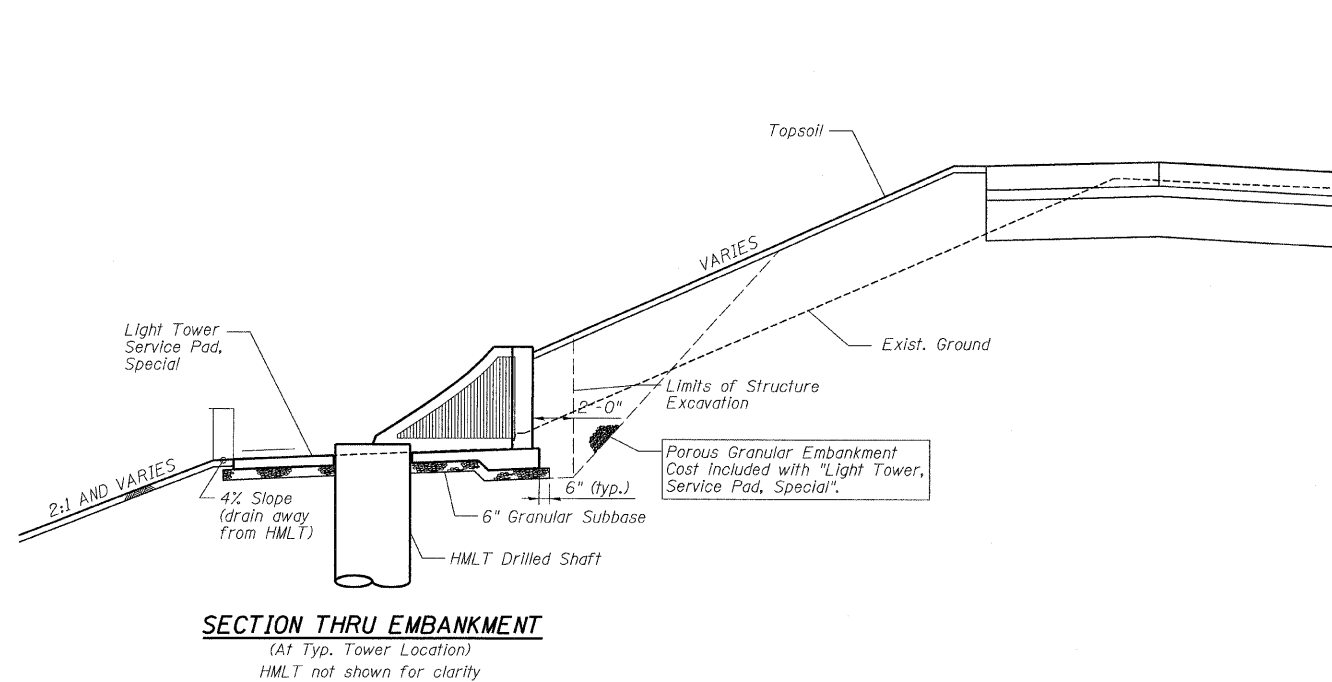 Topsoil
VARIES
Light Tower
Service Pad,
Special
Exist. Ground
Limits of Structure
Excavation
2'-0"
Porous Granular Embankment
Cost included with "Light Tower,
Service Pad, Special".
2:1 AND VARIES
4% Slope
(drain away
from HMLT)
6" (typ.)
6" Granular Subbase
HMLT Drilled Shaft
SECTION THRU EMBANKMENT
(At Typ. Tower Location)
HMLT not shown for clarity